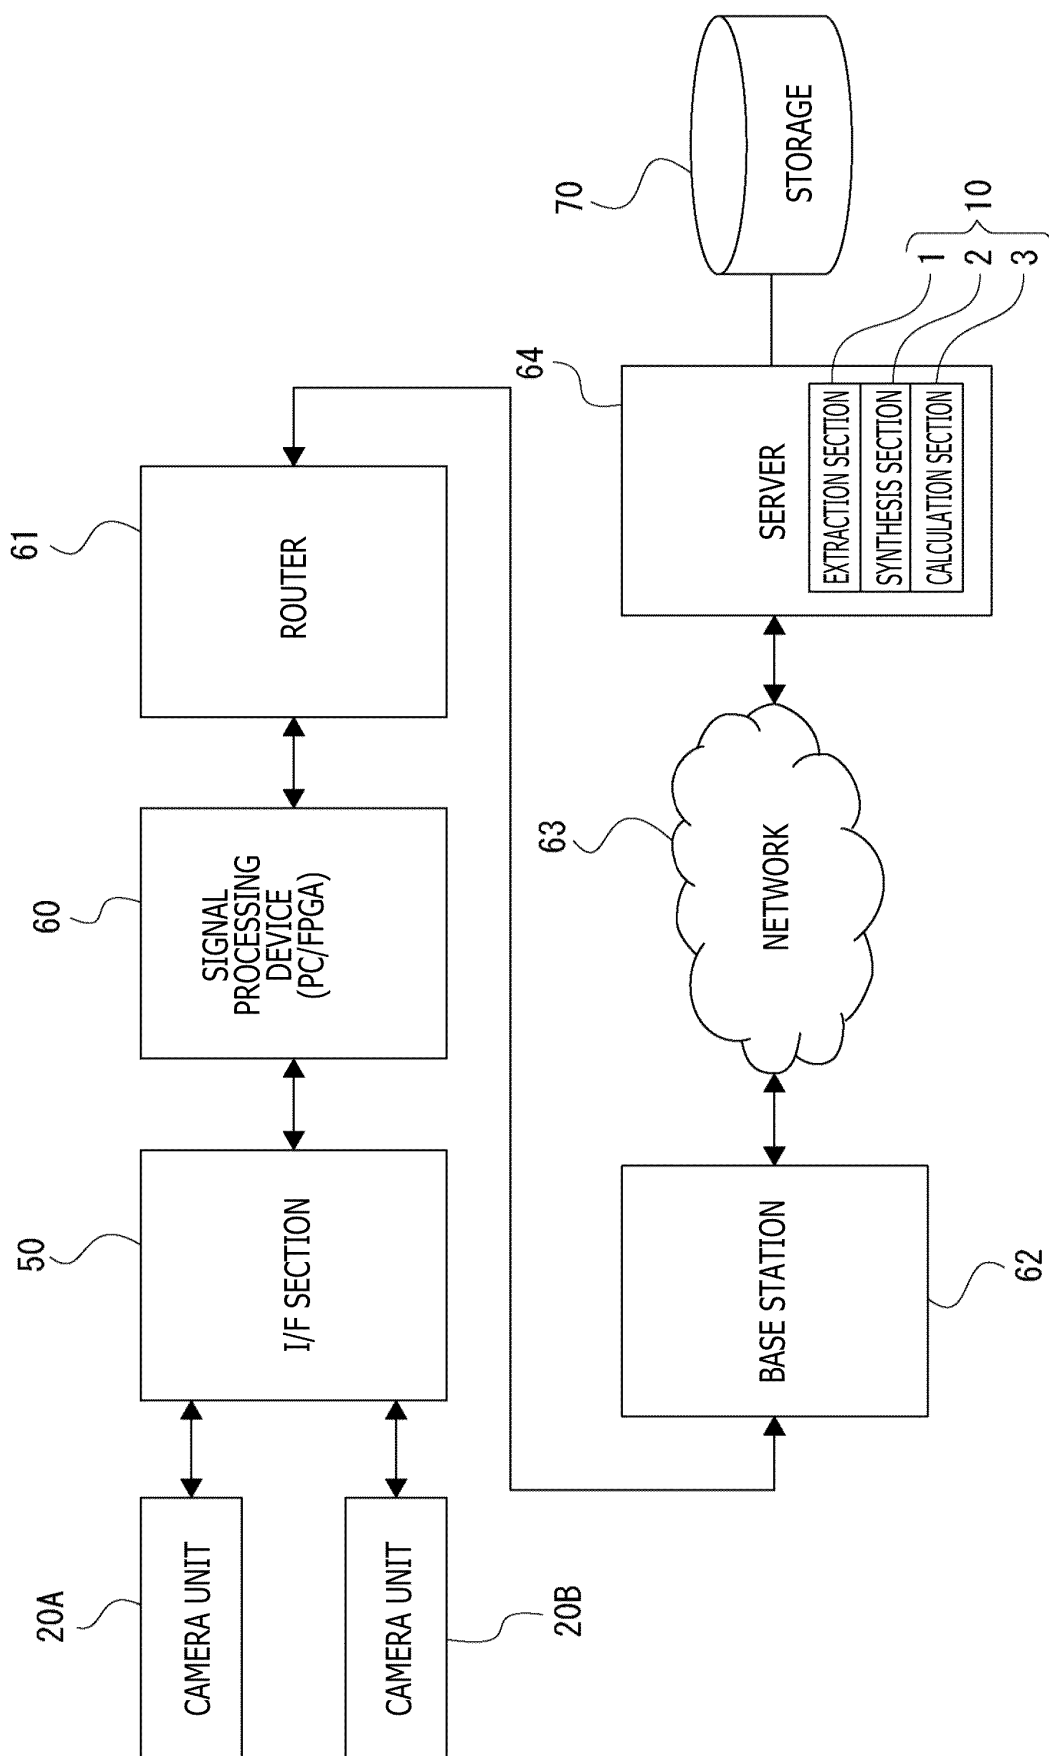 20A
CAMERA UNIT
50
I/F SECTION
60
SIGNAL
PROCESSING
DEVICE
(PC/FPGA)
61
ROUTER
CAMERA UNIT
20B
BASE STATION
62
63
NETWORK
64
SERVER
EXTRACTION SECTION
SYNTHESIS SECTION
CALCULATION SECTION
1
2
3
10
70
STORAGE